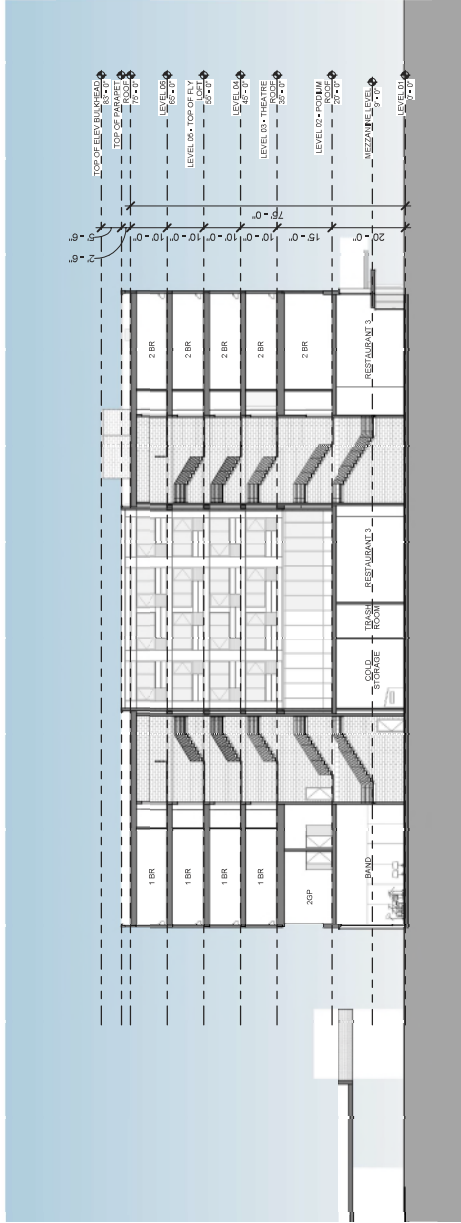 TOP OF ELEV BULKHEAD
83' - 0"
TOP OF PARAPET
ROOF
75' - 0"
LEVEL 06
65' - 0"
LEVEL 05 - TOP OF FLY
LOFT
55' - 0"
LEVEL 04
45' - 0"
LEVEL 03 - THEATRE
ROOF
35' - 0"
LEVEL 02 - PODIUM
ROOF
20' - 0"
MEZZANINE LEVEL
9' - 0"
LEVEL 01
0' - 0"
5' - 6"
2' - 6"
10' - 0"
10' - 0"
10' - 0"
10' - 0"
15' - 0"
20' - 0"
75' - 0"
1 BR
2 BR
1 BR
2 BR
1 BR
2 BR
1 BR
2 BR
2GP
2 BR
BAND
COLD
STORAGE
TRASH
ROOM
RESTAURANT 3
RESTAURANT 3